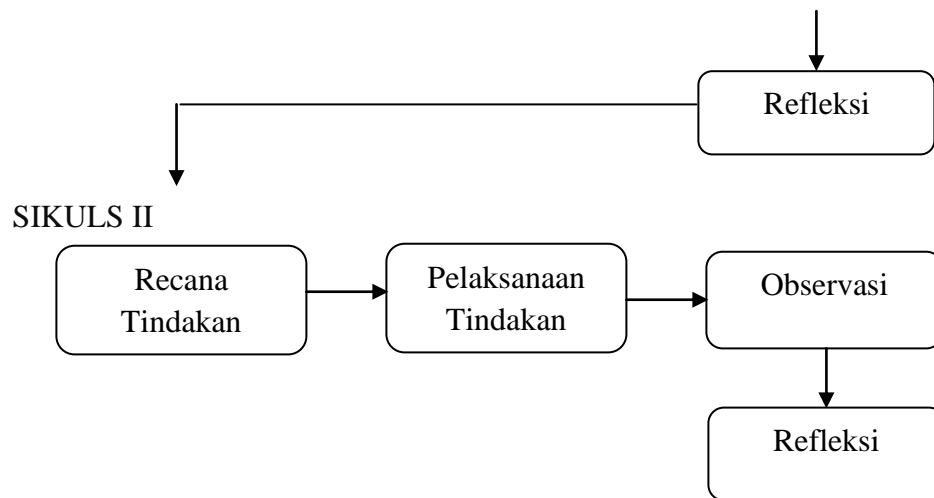 Refleksi
SIKULS II
Recana
Tindakan
Pelaksanaan
Tindakan
Observasi
Refleksi